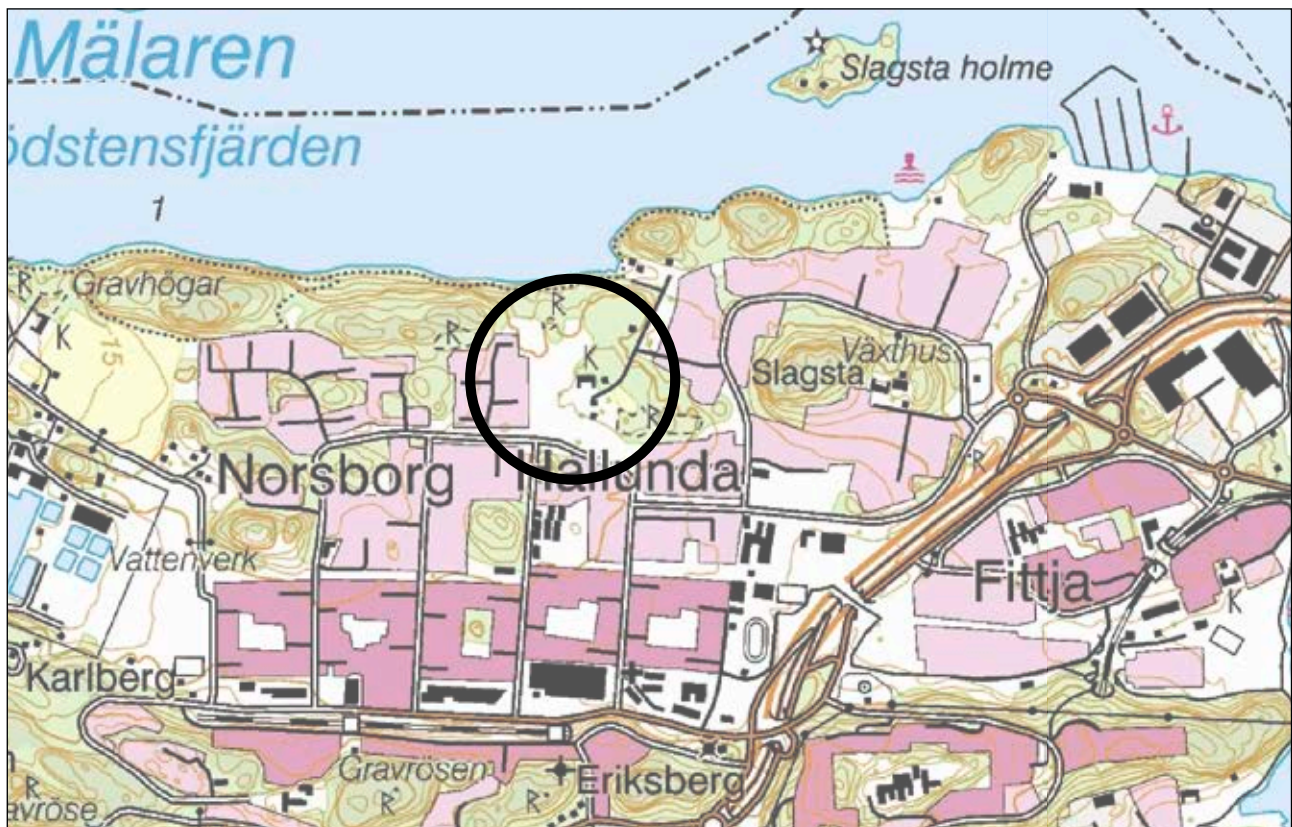 Mälaren
Slagsta holme
ödstensfjärden
1
R
Gravhögar
R
K
R
K
15
Växthus
Slagsta
R
Norsborg
Hallunda
R
Vattenverk
Fittja
K
Karlberg
Gravrösen
Eriksberg
R
R
R
avröse